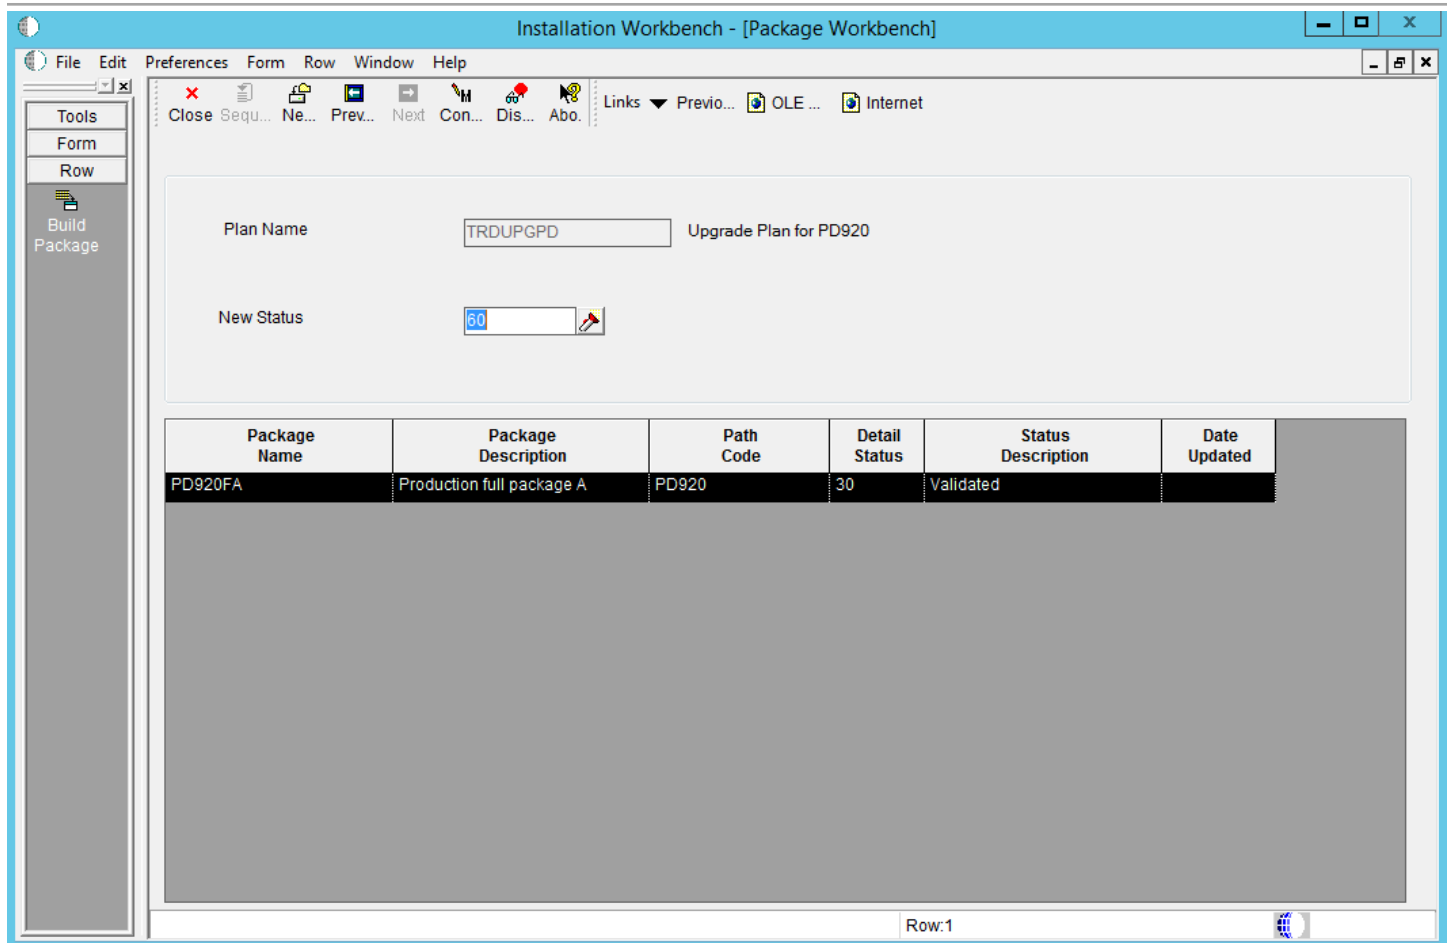 Installation Workbench - [Package Workbench]
File Edit Preferences Form Row Window Help
Close Sequ... Ne... Prev... Next Con... Dis... Abo. Links Previo... OLE ... Internet
Tools
Form
Row
Build
Package
Plan Name TRDUPGPD Upgrade Plan for PD920
New Status 60
Package Name Package Description Path Code Detail Status Status Description Date Updated
PD920FA Production full package A PD920 30 Validated
Row:1